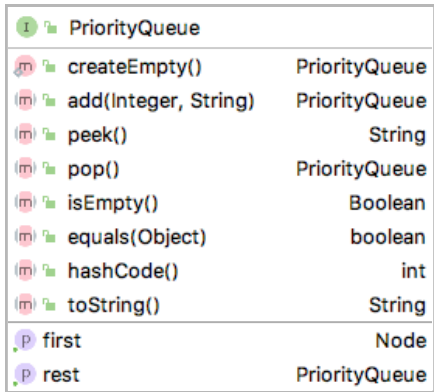 I PriorityQueue
m createEmpty() PriorityQueue
m add(Integer, String) PriorityQueue
m peek() String
m pop() PriorityQueue
m isEmpty() Boolean
m equals(Object) boolean
m hashCode() int
m toString() String
P first Node
P rest PriorityQueue